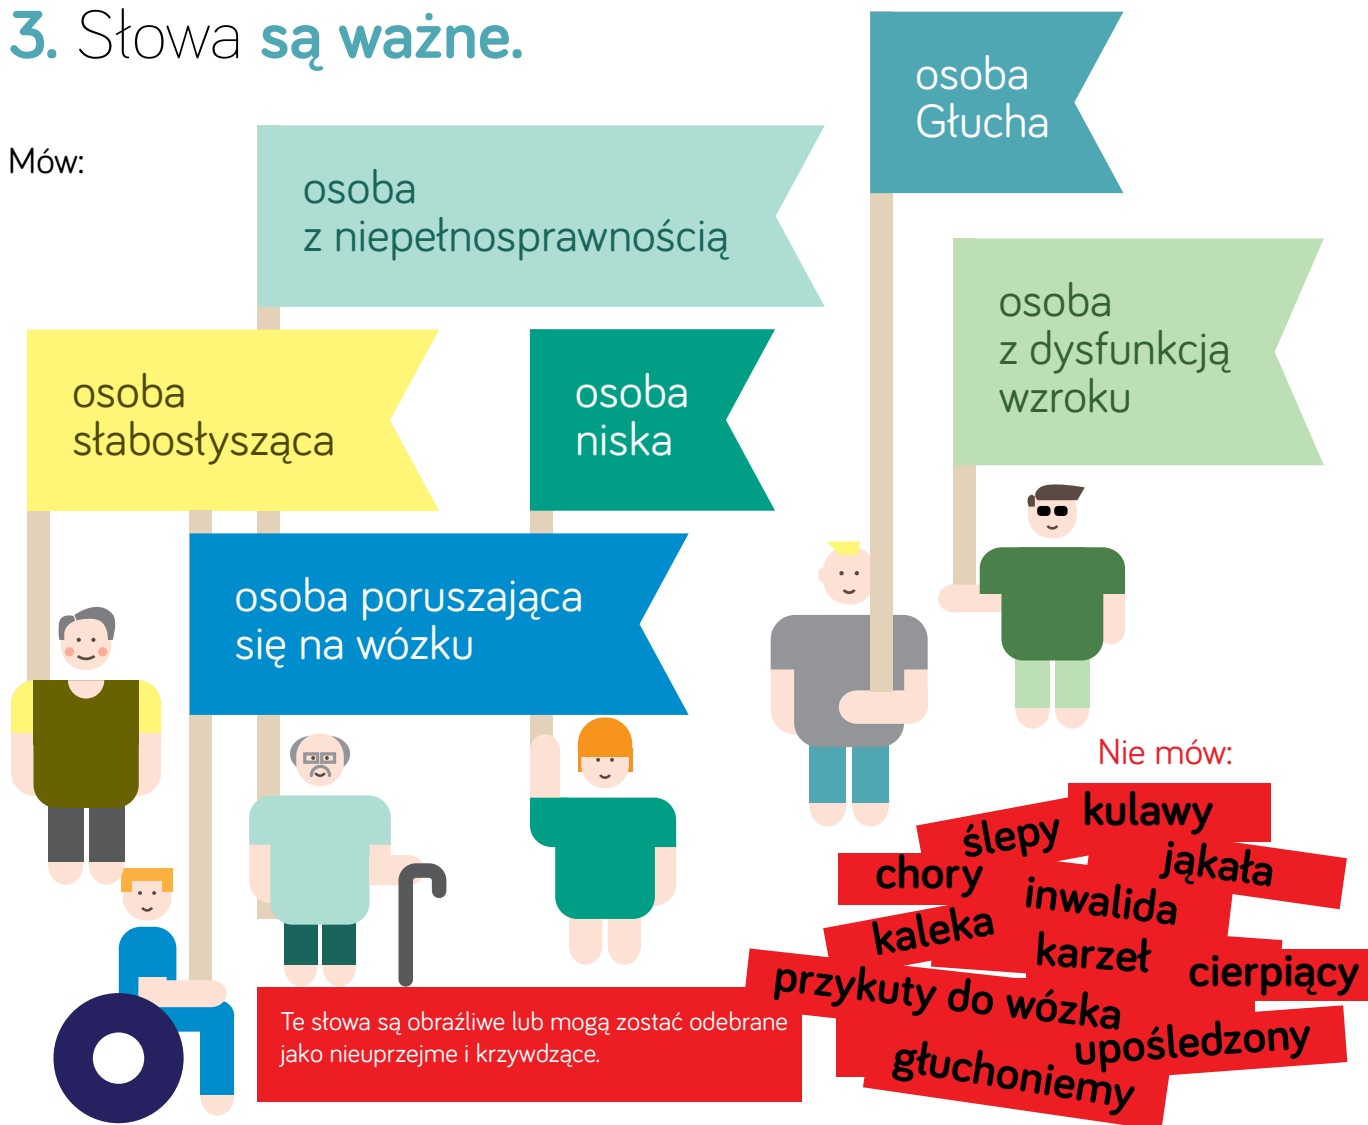 3. Słowa są ważne.
Mów:
osoba
Głucha
osoba
z niepełnosprawnością
osoba
z dysfunkcją
wzroku
osoba
słabosłysząca
osoba
niska
osoba poruszająca
się na wózku
Nie mów:
kulawy
ślepy
jąkała
chory
inwalida
kaleka
karzeł
cierpiący
przykuty do wózka
upośledzony
głuchoniemy
Te słowa są obraźliwe lub mogą zostać odebrane
jako nieuprzejme i krzywdzące.